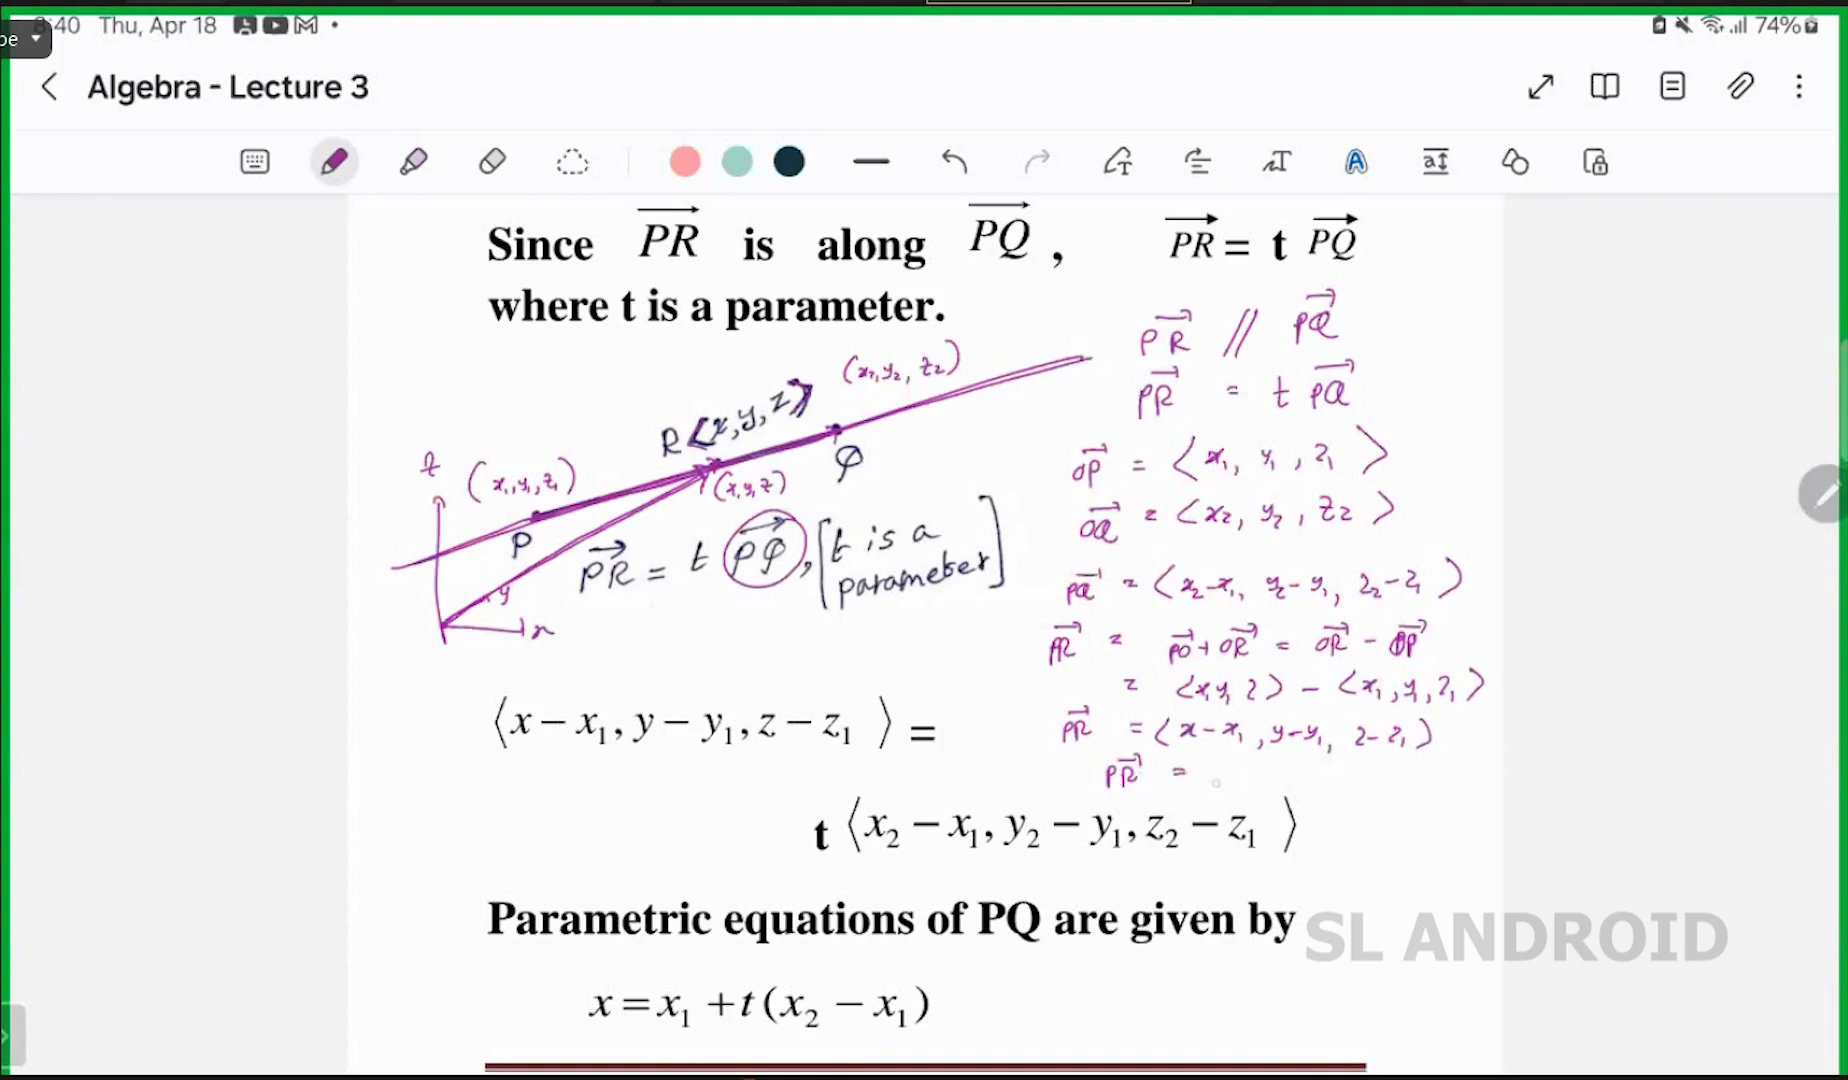 8:40 Thu, Apr 18
74%
be
Algebra - Lecture 3
Since PR⃗ is along PQ⃗ , PR⃗ = t PQ⃗
where t is a parameter.
PR⃗ // PQ⃗
PR⃗ = t PQ⃗
(x₂, y₂, z₂)
R⟨x, y, z⟩
Q
z (x₁, y₁, z₁)
(x, y, z)
P
PR⃗ = t PQ⃗, [t is a
parameter]
y
x
OP⃗ = ⟨x₁, y₁, z₁⟩
OQ⃗ = ⟨x₂, y₂, z₂⟩
PQ⃗ = ⟨x₂-x₁, y₂-y₁, z₂-z₁⟩
PR⃗ = PO⃗ + OR⃗ = OR⃗ - OP⃗
= ⟨x, y, z⟩ - ⟨x₁, y₁, z₁⟩
PR⃗ = ⟨x-x₁, y-y₁, z-z₁⟩
PR⃗ =
⟨x − x₁, y − y₁, z − z₁⟩ =
t ⟨x₂ − x₁, y₂ − y₁, z₂ − z₁⟩
Parametric equations of PQ are given by
SL ANDROID
x = x₁ + t (x₂ − x₁)